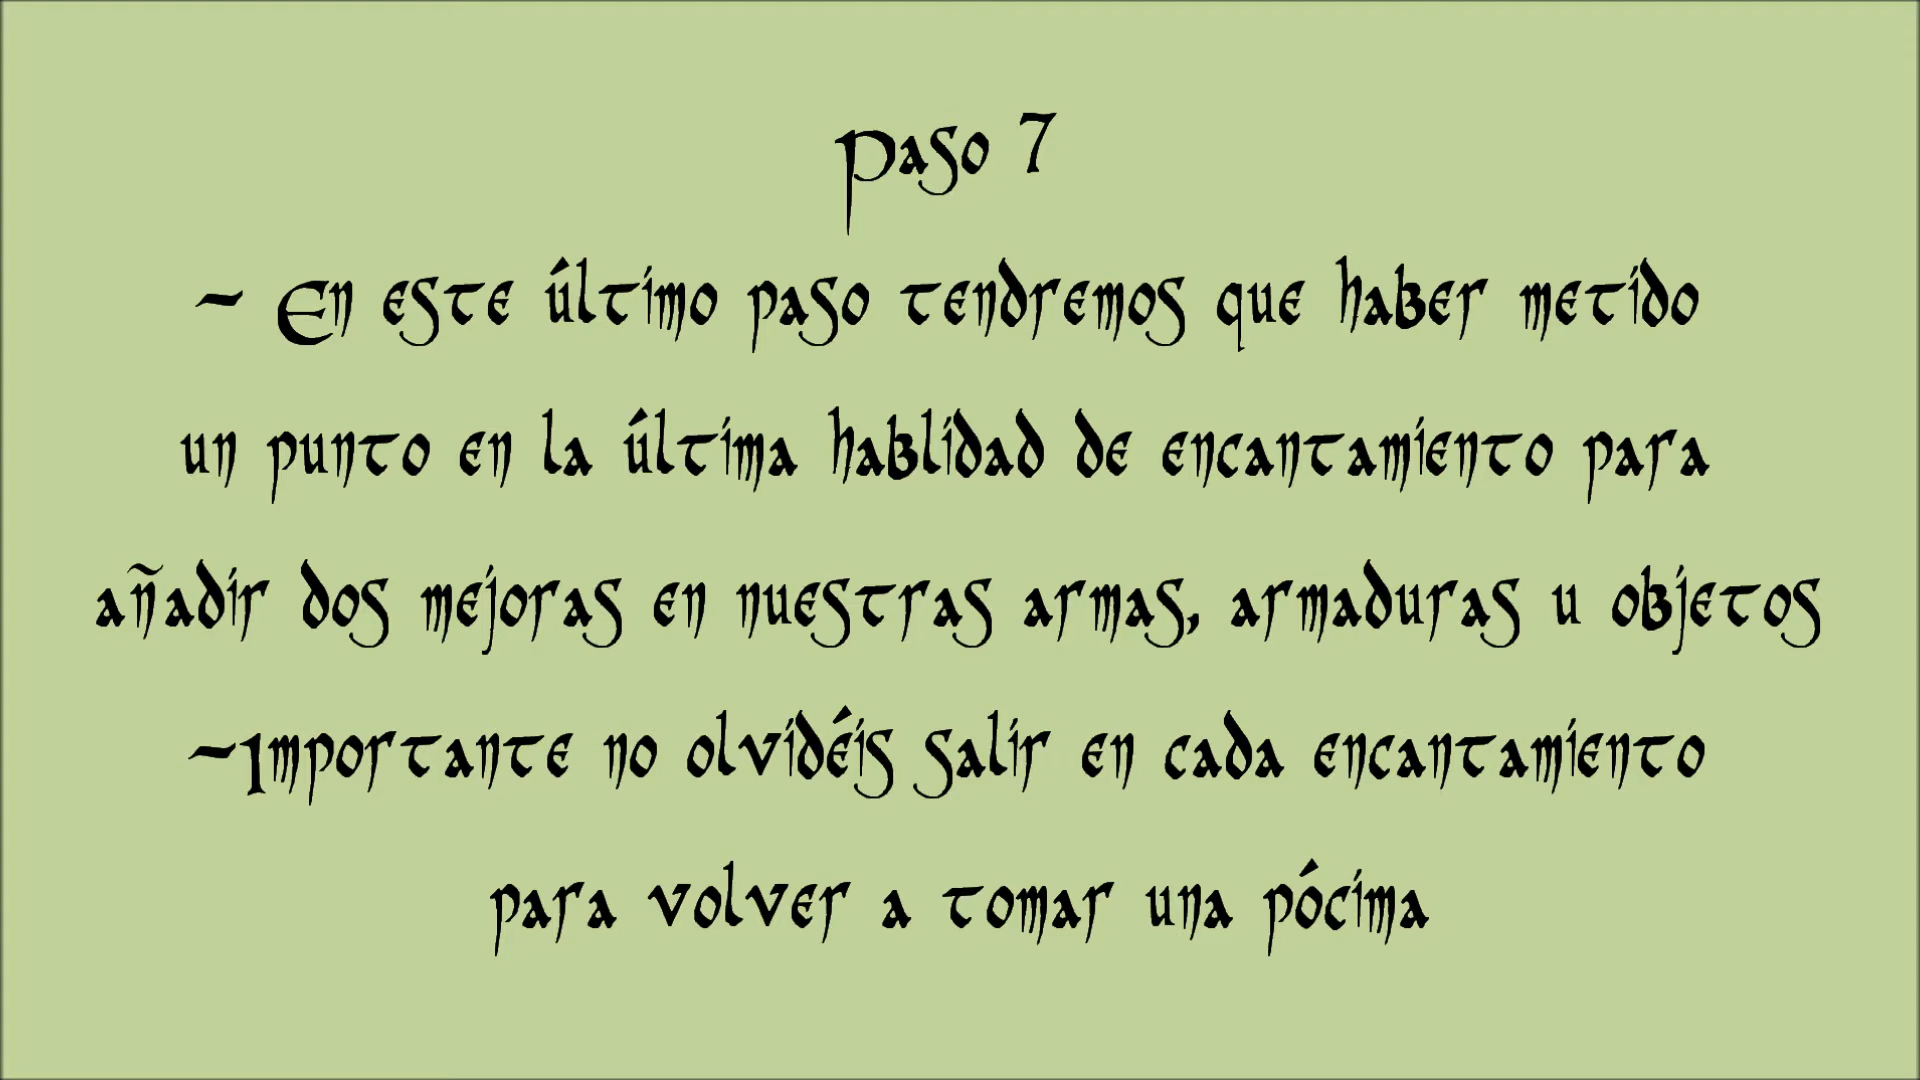 Paso 7
- En este último paso tendremos que haber metido
un punto en la última hablidad de encantamiento para
añadir dos mejoras en nuestras armas, armaduras u objetos
-Importante no olvidéis salir en cada encantamiento
para volver a tomar una pócima